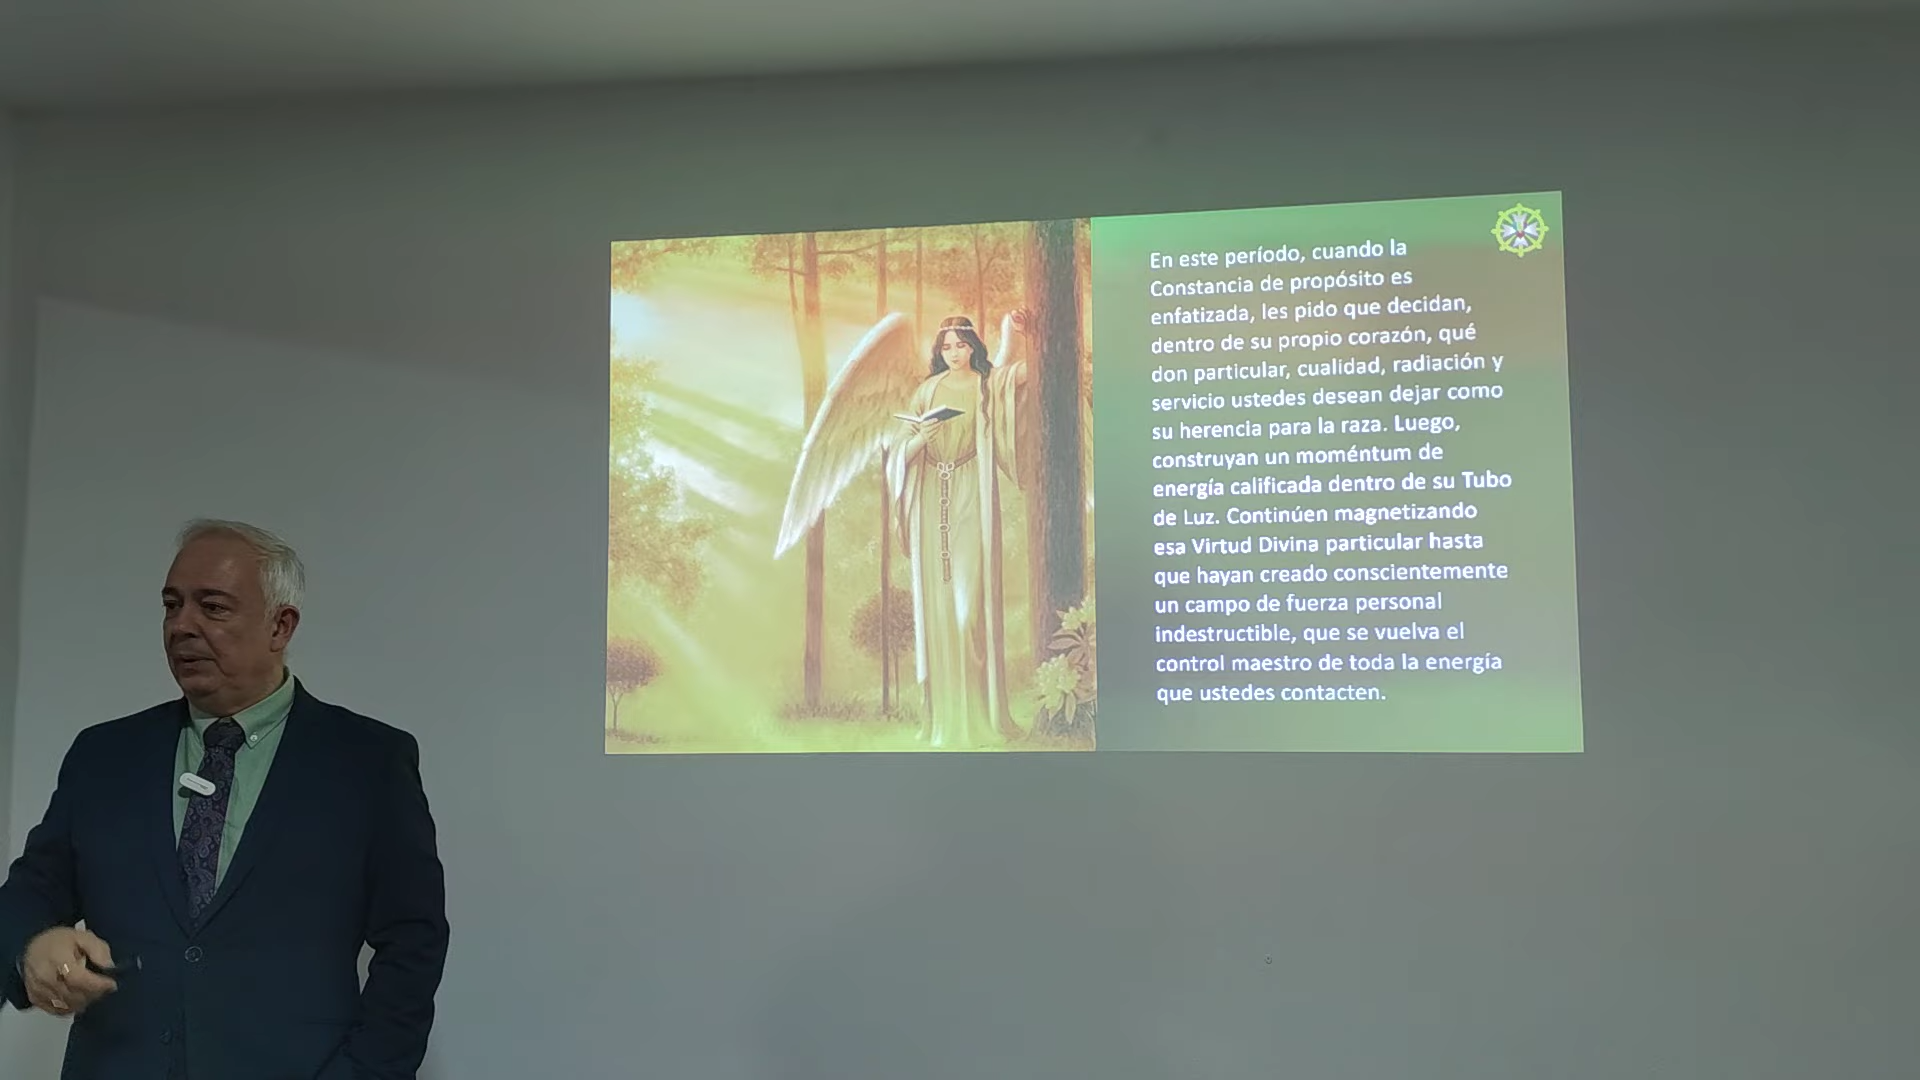 En este período, cuando la
Constancia de propósito es
enfatizada, les pido que decidan,
dentro de su propio corazón, qué
don particular, cualidad, radiación y
servicio ustedes desean dejar como
su herencia para la raza. Luego,
construyan un moméntum de
energía calificada dentro de su Tubo
de Luz. Continúen magnetizando
esa Virtud Divina particular hasta
que hayan creado conscientemente
un campo de fuerza personal
indestructible, que se vuelva el
control maestro de toda la energía
que ustedes contacten.